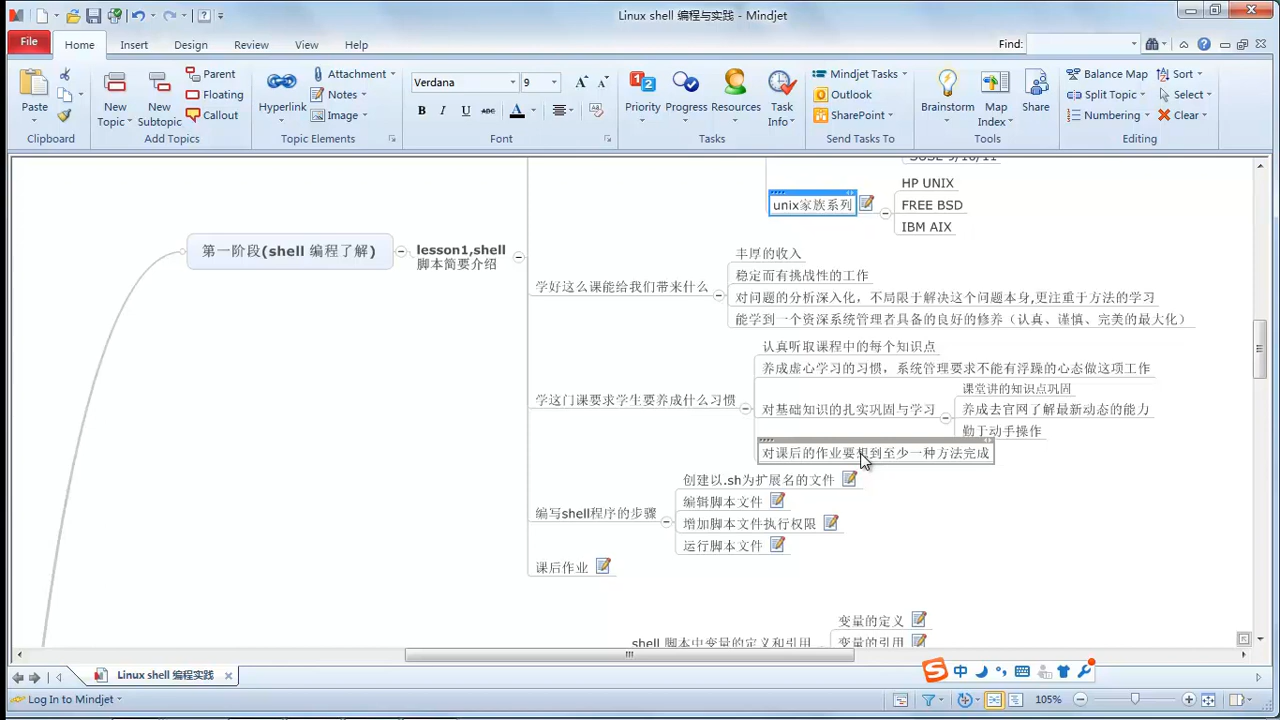 Linux shell 编程与实践 - Mindjet
File
Home
Insert
Design
Review
View
Help
Find:
Paste
Clipboard
New Topic
New Subtopic
Parent
Floating
Callout
Add Topics
Hyperlink
Attachment
Notes
Image
Topic Elements
Verdana
9
B
I
U
abc
A
Font
Priority
Progress
Resources
Task Info
Tasks
Mindjet Tasks
Outlook
SharePoint
Send Tasks To
Brainstorm
Map Index
Share
Tools
Balance Map
Split Topic
Numbering
Sort
Select
Clear
Editing
SUSE 9/10/11
unix家族系列
HP UNIX
FREE BSD
IBM AIX
第一阶段(shell 编程了解)
lesson1,shell
脚本简要介绍
学好这么课能给我们带来什么
丰厚的收入
稳定而有挑战性的工作
对问题的分析深入化，不局限于解决这个问题本身,更注重于方法的学习
能学到一个资深系统管理者具备的良好的修养（认真、谨慎、完美的最大化）
学这门课要求学生要养成什么习惯
认真听取课程中的每个知识点
养成虚心学习的习惯，系统管理要求不能有浮躁的心态做这项工作
对基础知识的扎实巩固与学习
课堂讲的知识点巩固
养成去官网了解最新动态的能力
勤于动手操作
对课后的作业要想到至少一种方法完成
编写shell程序的步骤
创建以.sh为扩展名的文件
编辑脚本文件
增加脚本文件执行权限
运行脚本文件
课后作业
shell 脚本中变量的定义和引用
变量的定义
变量的引用
Linux shell 编程实践
中
Log In to Mindjet
105%